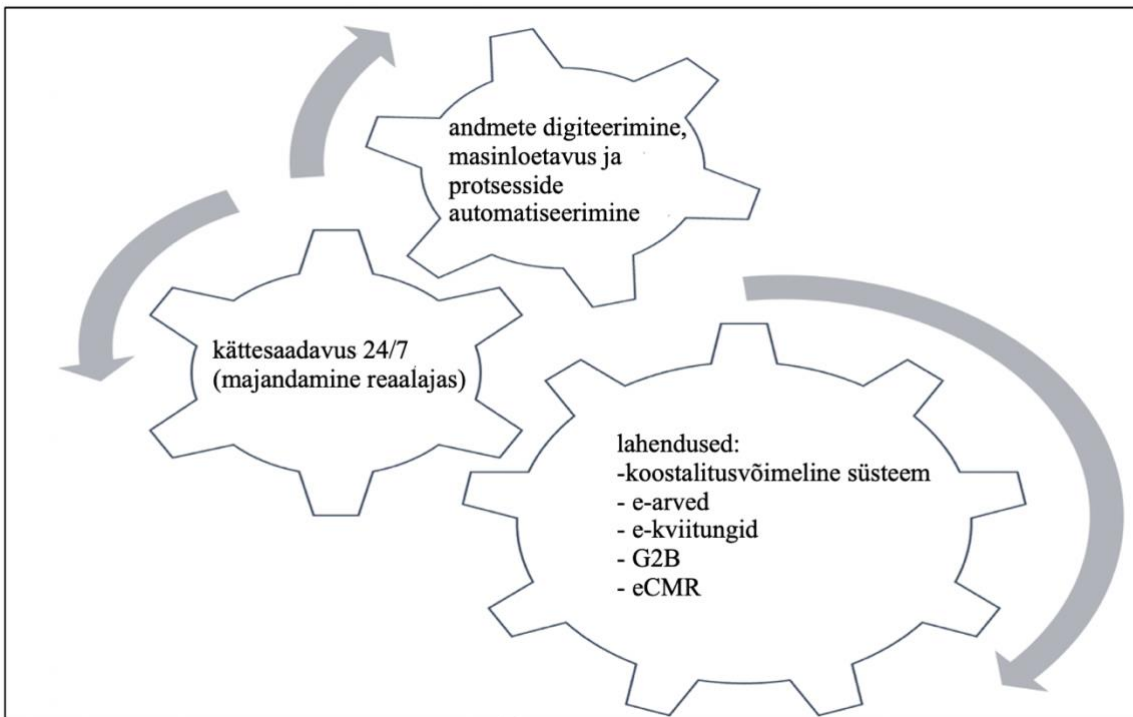 andmete digiteerimine,
masinloetavus ja
protsesside
automatiseerimine
kättesaadavus 24/7
(majandamine reaalajas)
lahendused:
-koostalitusvõimeline süsteem
- e-arved
- e-kviitungid
- G2B
- eCMR